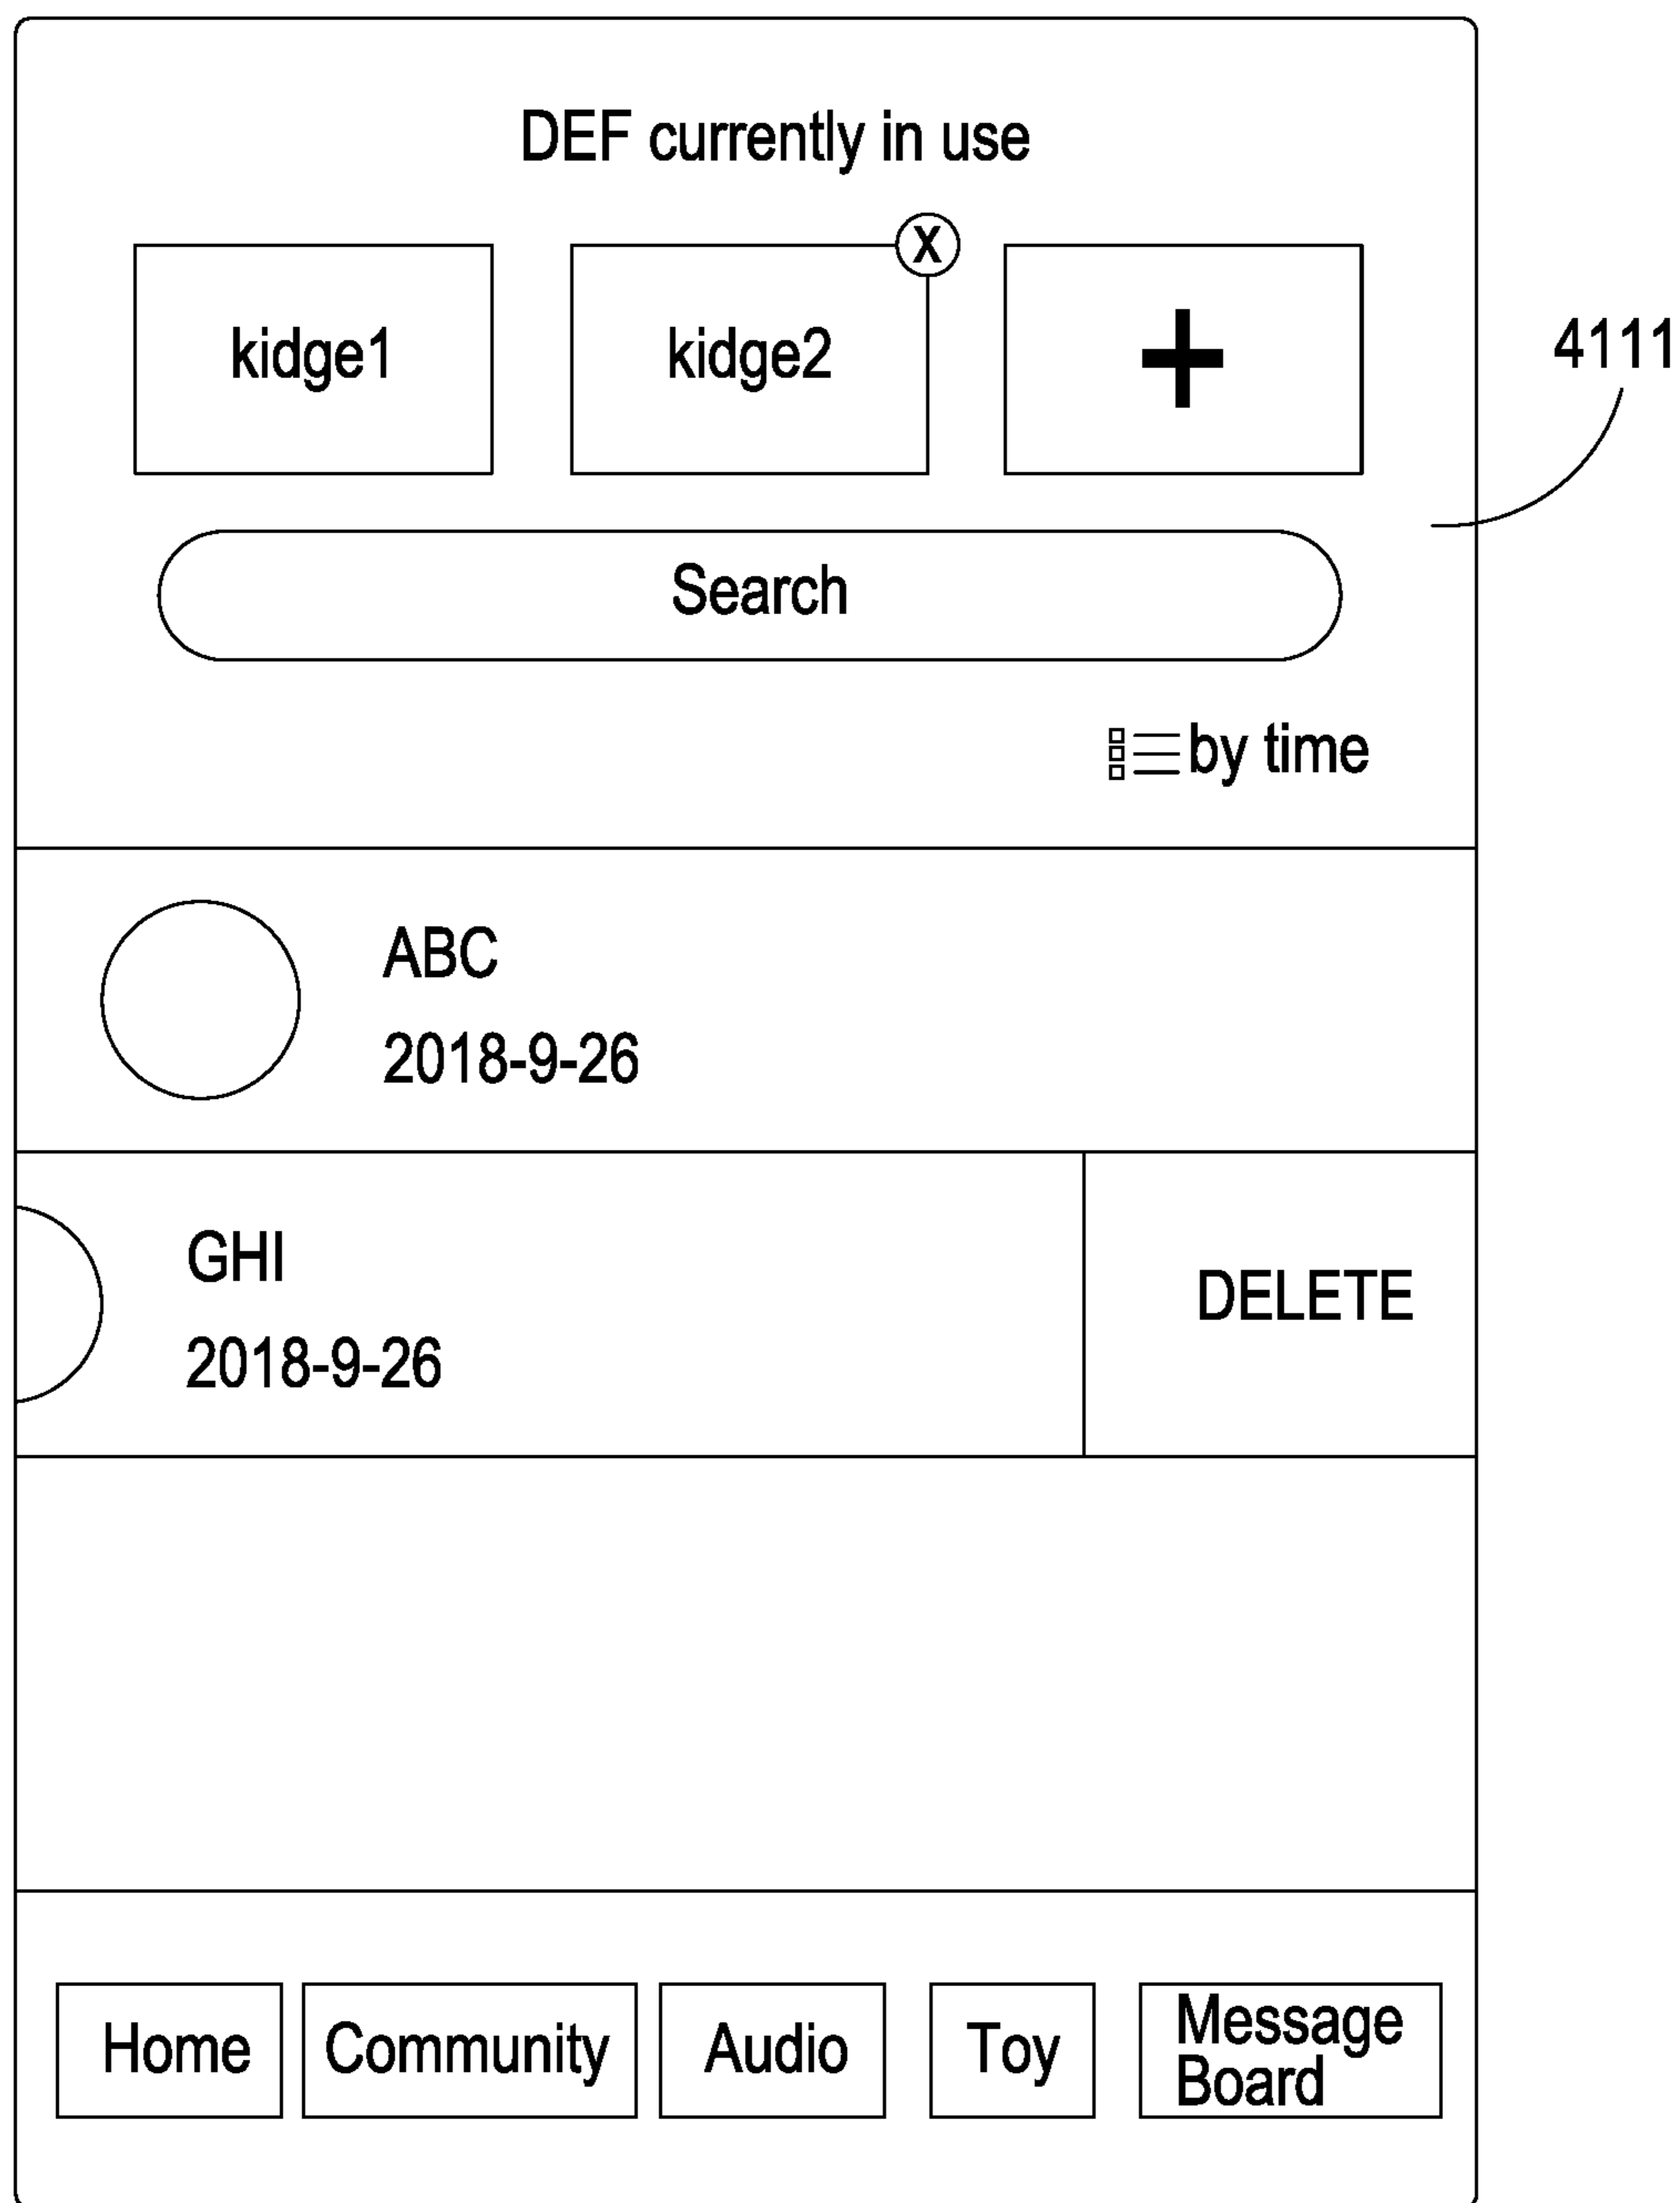 DEF currently in use
X
kidge1
kidge2
+
4111
Search
by time
ABC
2018-9-26
GHI
2018-9-26
DELETE
Home
Community
Audio
Toy
Message
Board